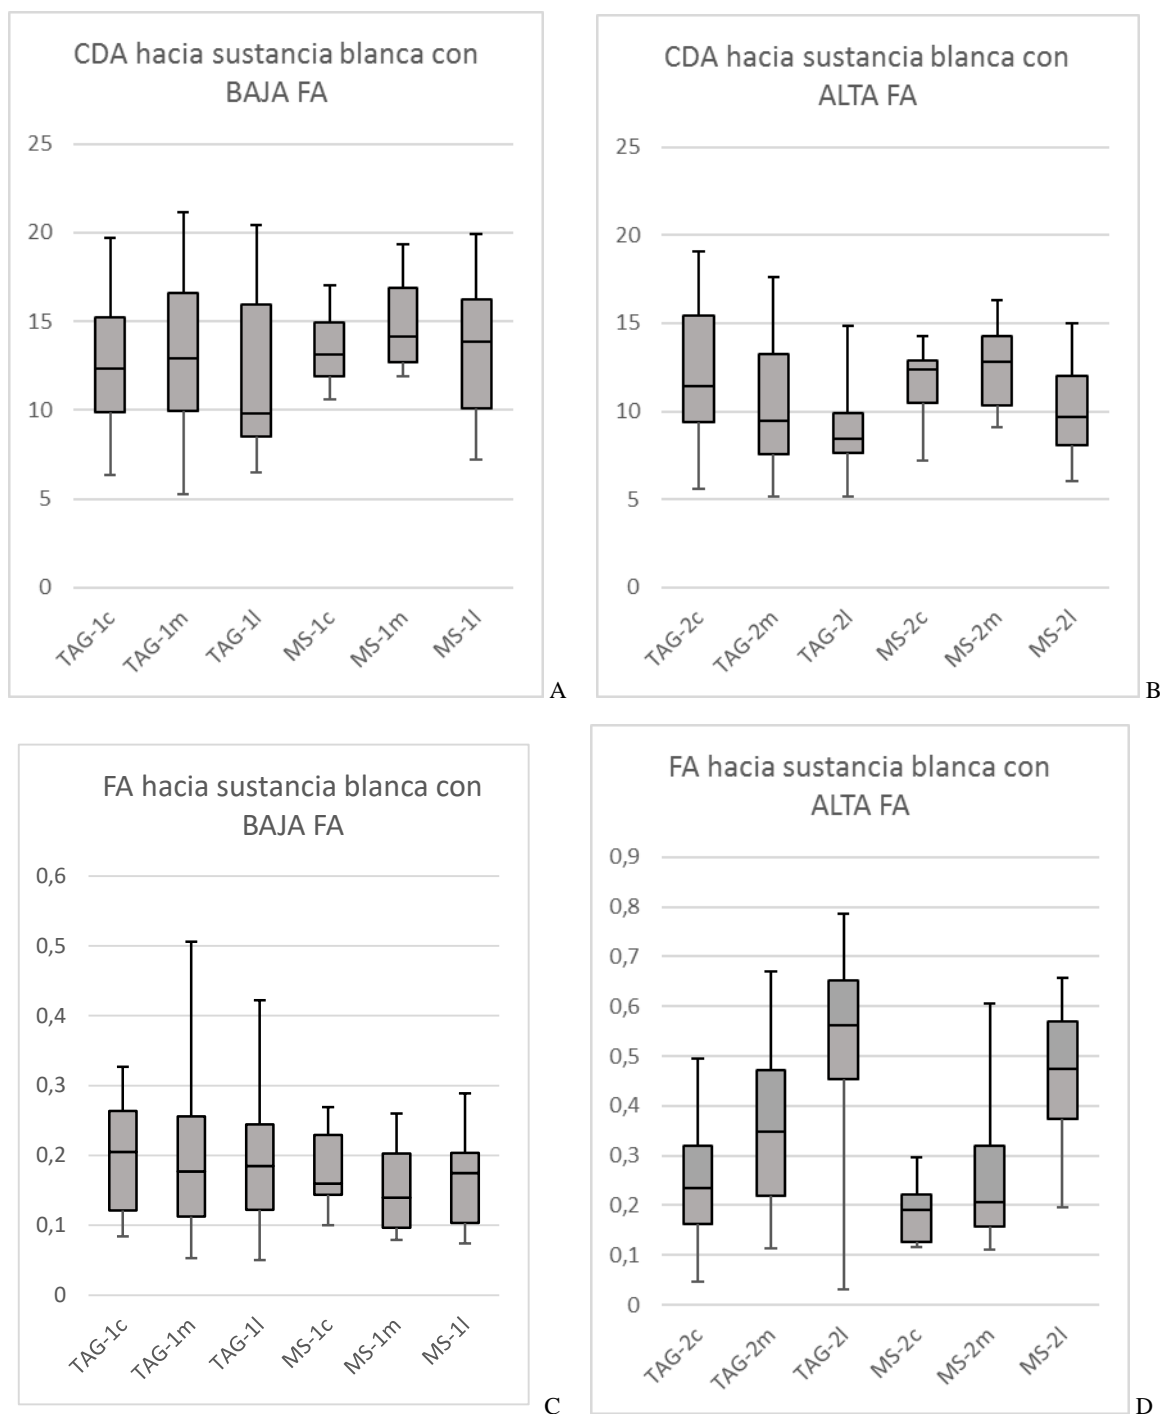 CDA hacia sustancia blanca con
BAJA FA
25
20
15
10
5
0
TAG-1c
TAG-1m
TAG-1l
MS-1c
MS-1m
MS-1l
A
CDA hacia sustancia blanca con
ALTA FA
25
20
15
10
5
0
TAG-2c
TAG-2m
TAG-2l
MS-2c
MS-2m
MS-2l
B
FA hacia sustancia blanca con
BAJA FA
0,6
0,5
0,4
0,3
0,2
0,1
0
TAG-1c
TAG-1m
TAG-1l
MS-1c
MS-1m
MS-1l
C
FA hacia sustancia blanca con
ALTA FA
0,9
0,8
0,7
0,6
0,5
0,4
0,3
0,2
0,1
0
TAG-2c
TAG-2m
TAG-2l
MS-2c
MS-2m
MS-2l
D